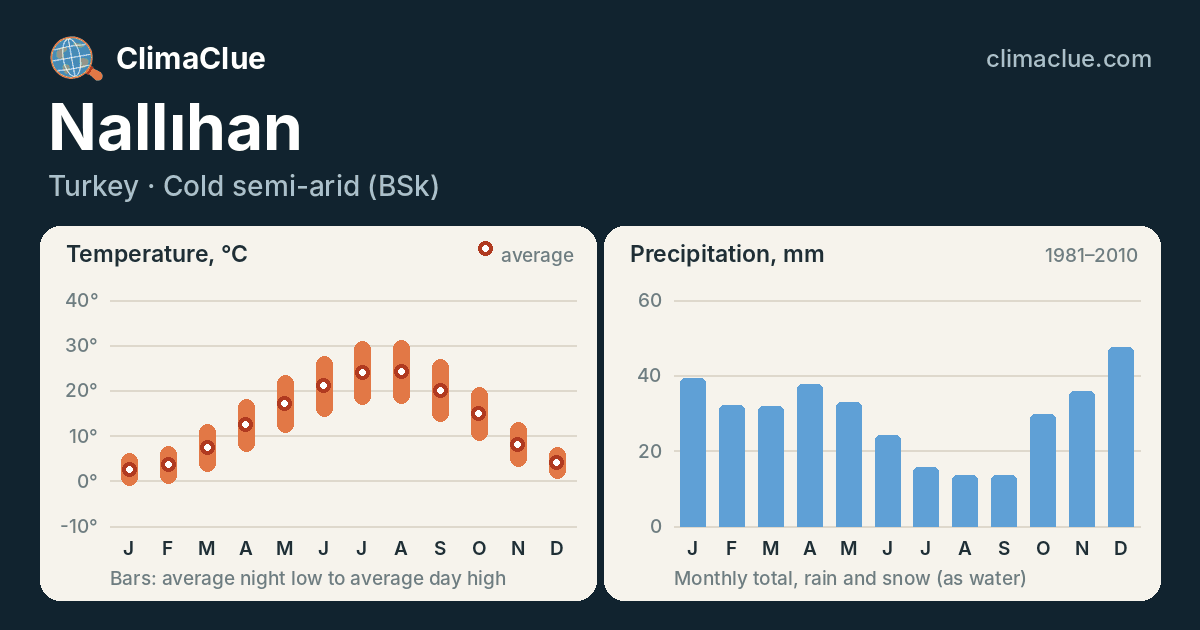 ClimaClue
climaclue.com
Nallıhan
Turkey · Cold semi-arid (BSk)
Temperature, °C
average
40°
30°
20°
10°
0°
-10°
J F M A M J J A S O N D
Bars: average night low to average day high
Precipitation, mm
1981–2010
60
40
20
0
J F M A M J J A S O N D
Monthly total, rain and snow (as water)